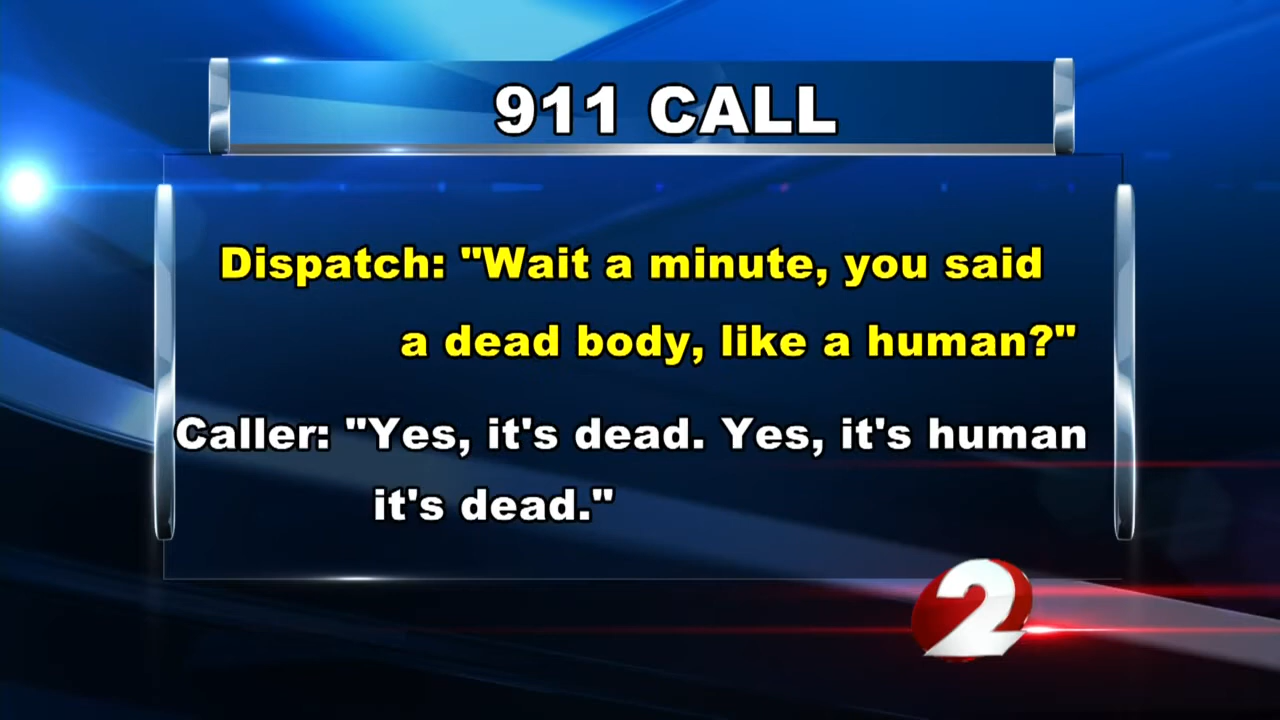 911 CALL
Dispatch: "Wait a minute, you said
a dead body, like a human?"
Caller: "Yes, it's dead. Yes, it's human
it's dead."
2